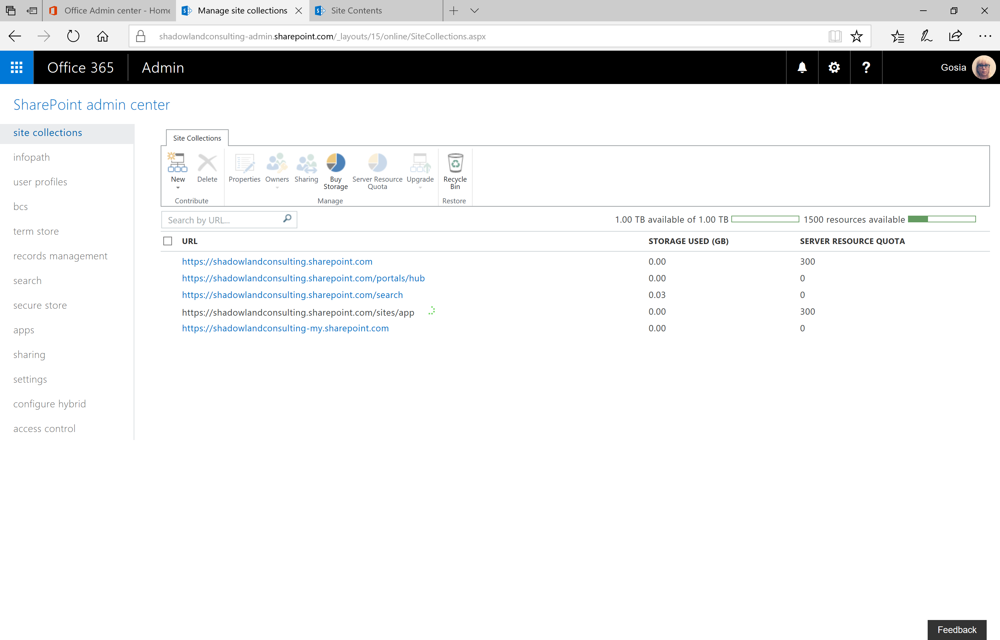 Office Admin center - Home
Manage site collections
Site Contents
shadowlandconsulting-admin.sharepoint.com/_layouts/15/online/SiteCollections.aspx
Office 365
Admin
Gosia
SharePoint admin center
site collections
infopath
user profiles
bcs
term store
records management
search
secure store
apps
sharing
settings
configure hybrid
access control
Site Collections
New
Delete
Contribute
Properties
Owners
Sharing
Buy
Storage
Server Resource
Quota
Upgrade
Manage
Recycle
Bin
Restore
Search by URL...
1.00 TB available of 1.00 TB
1500 resources available
URL STORAGE USED (GB) SERVER RESOURCE QUOTA
https://shadowlandconsulting.sharepoint.com 0.00 300
https://shadowlandconsulting.sharepoint.com/portals/hub 0.00 0
https://shadowlandconsulting.sharepoint.com/search 0.03 0
https://shadowlandconsulting.sharepoint.com/sites/app 0.00 300
https://shadowlandconsulting-my.sharepoint.com 0.00 0
Feedback